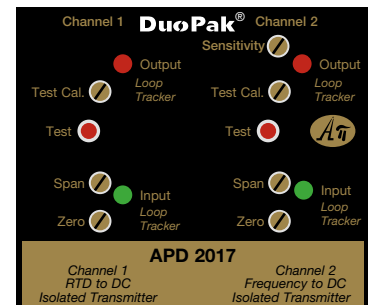 Channel 1 DuoPak® Channel 2
Sensitivity
Output Output
Test Cal. Loop Tracker Test Cal. Loop Tracker
Test Test
Span Input Span Input
Loop Tracker Loop Tracker
Zero Zero
APD 2017
Channel 1 Channel 2
RTD to DC Frequency to DC
Isolated Transmitter Isolated Transmitter